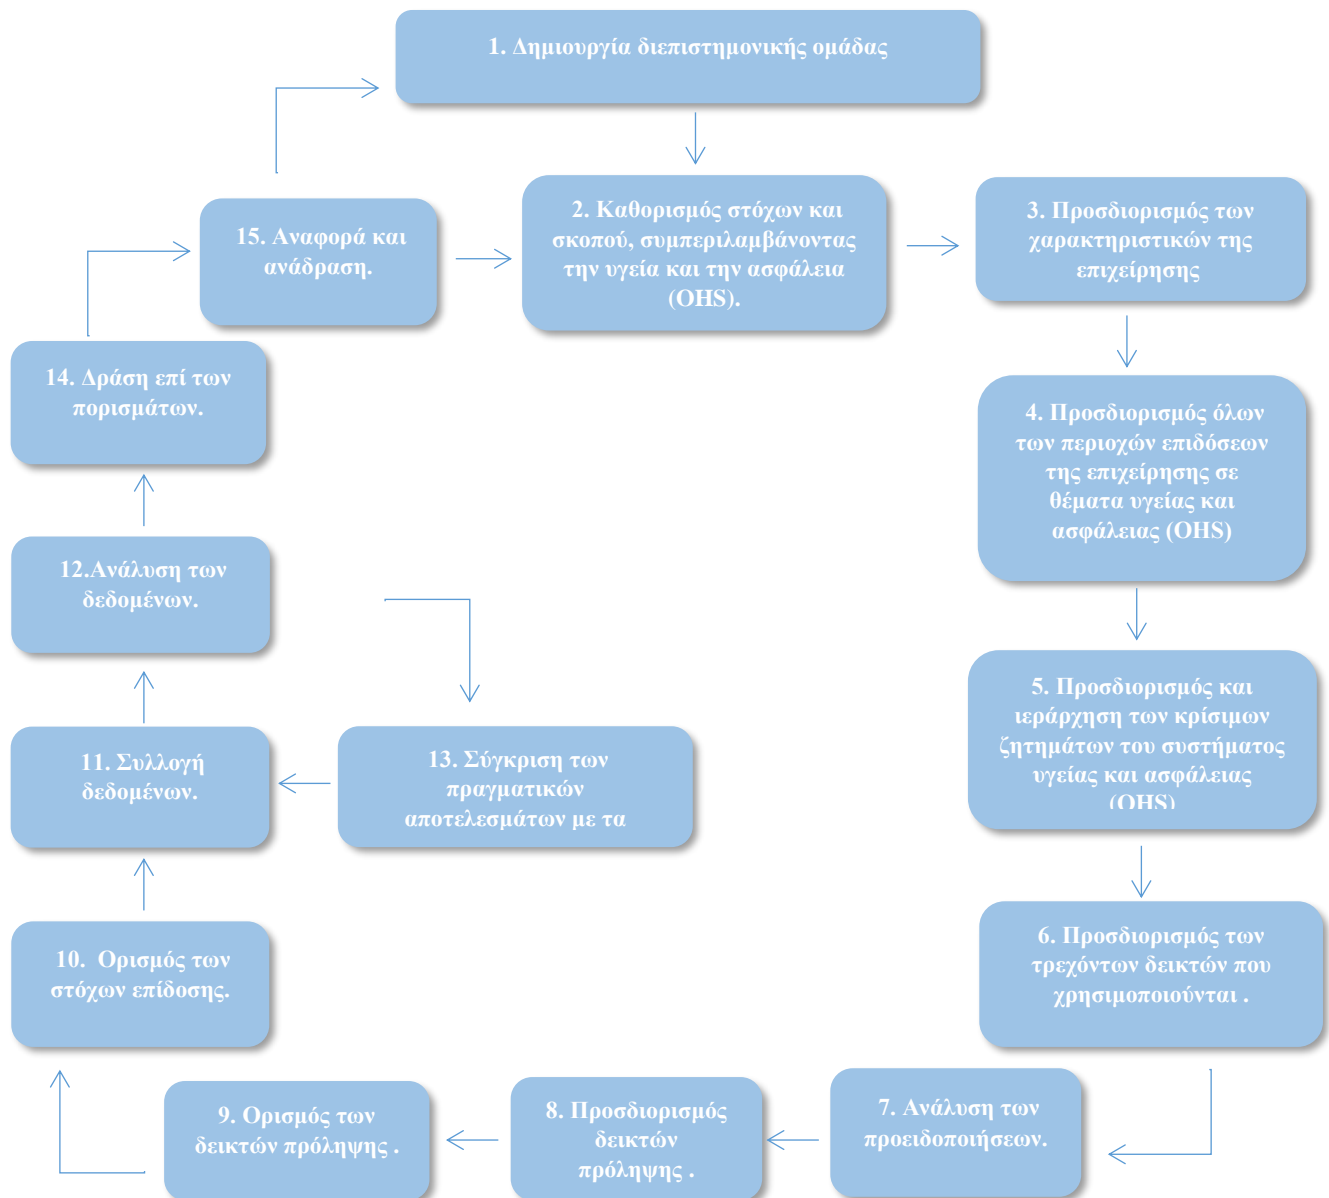 1. Δημιουργία διεπιστημονικής ομάδας
2. Καθορισμός στόχων και
σκοπού, συμπεριλαμβάνοντας
την υγεία και την ασφάλεια
(OHS).
3. Προσδιορισμός των
χαρακτηριστικών της
επιχείρησης
4. Προσδιορισμός όλων
των περιοχών επιδόσεων
της επιχείρησης σε
θέματα υγείας και
ασφάλειας (OHS)
5. Προσδιορισμός και
ιεράρχηση των κρίσιμων
ζητημάτων του συστήματος
υγείας και ασφάλειας
(OHS)
6. Προσδιορισμός των
τρεχόντων δεικτών που
χρησιμοποιούνται .
7. Ανάλυση των
προειδοποιήσεων.
8. Προσδιορισμός
δεικτών
πρόληψης .
9. Ορισμός των
δεικτών πρόληψης .
10. Ορισμός των
στόχων επίδοσης.
11. Συλλογή
δεδομένων.
12.Ανάλυση των
δεδομένων.
13. Σύγκριση των
πραγματικών
αποτελεσμάτων με τα
14. Δράση επί των
πορισμάτων.
15. Αναφορά και
ανάδραση.